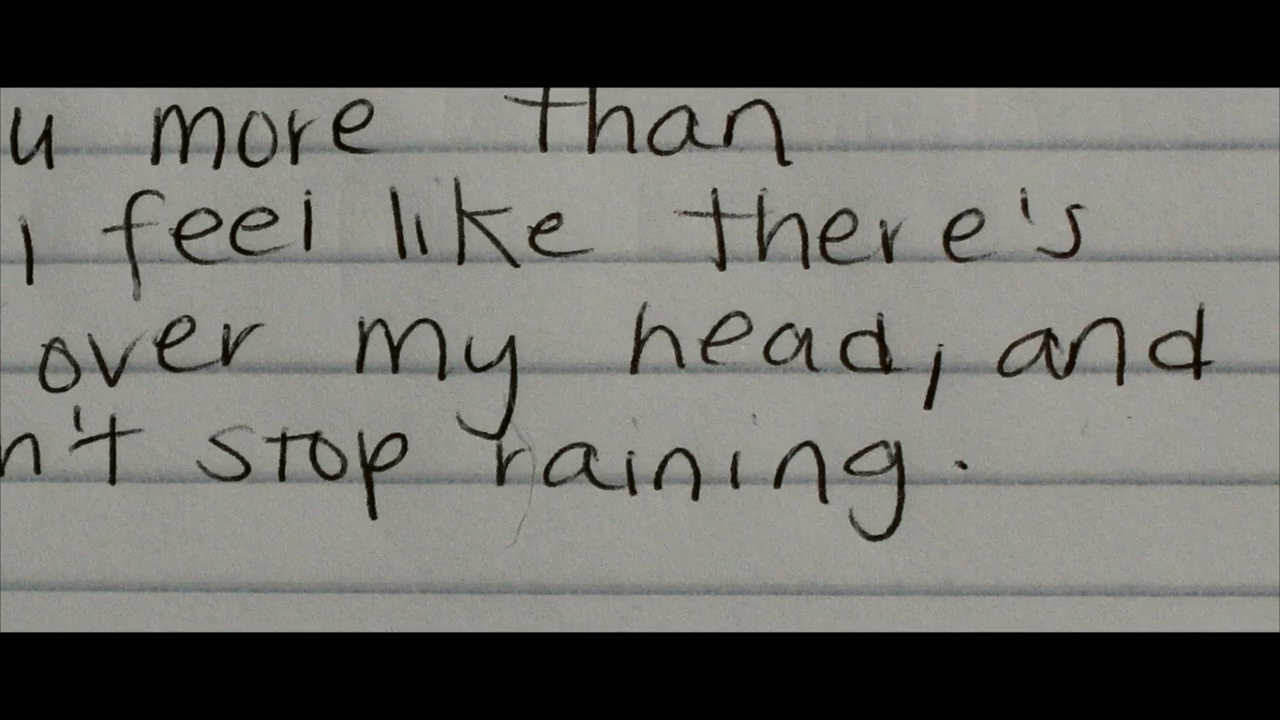 u more than
I feel like there's
over my head, and
n't stop raining.